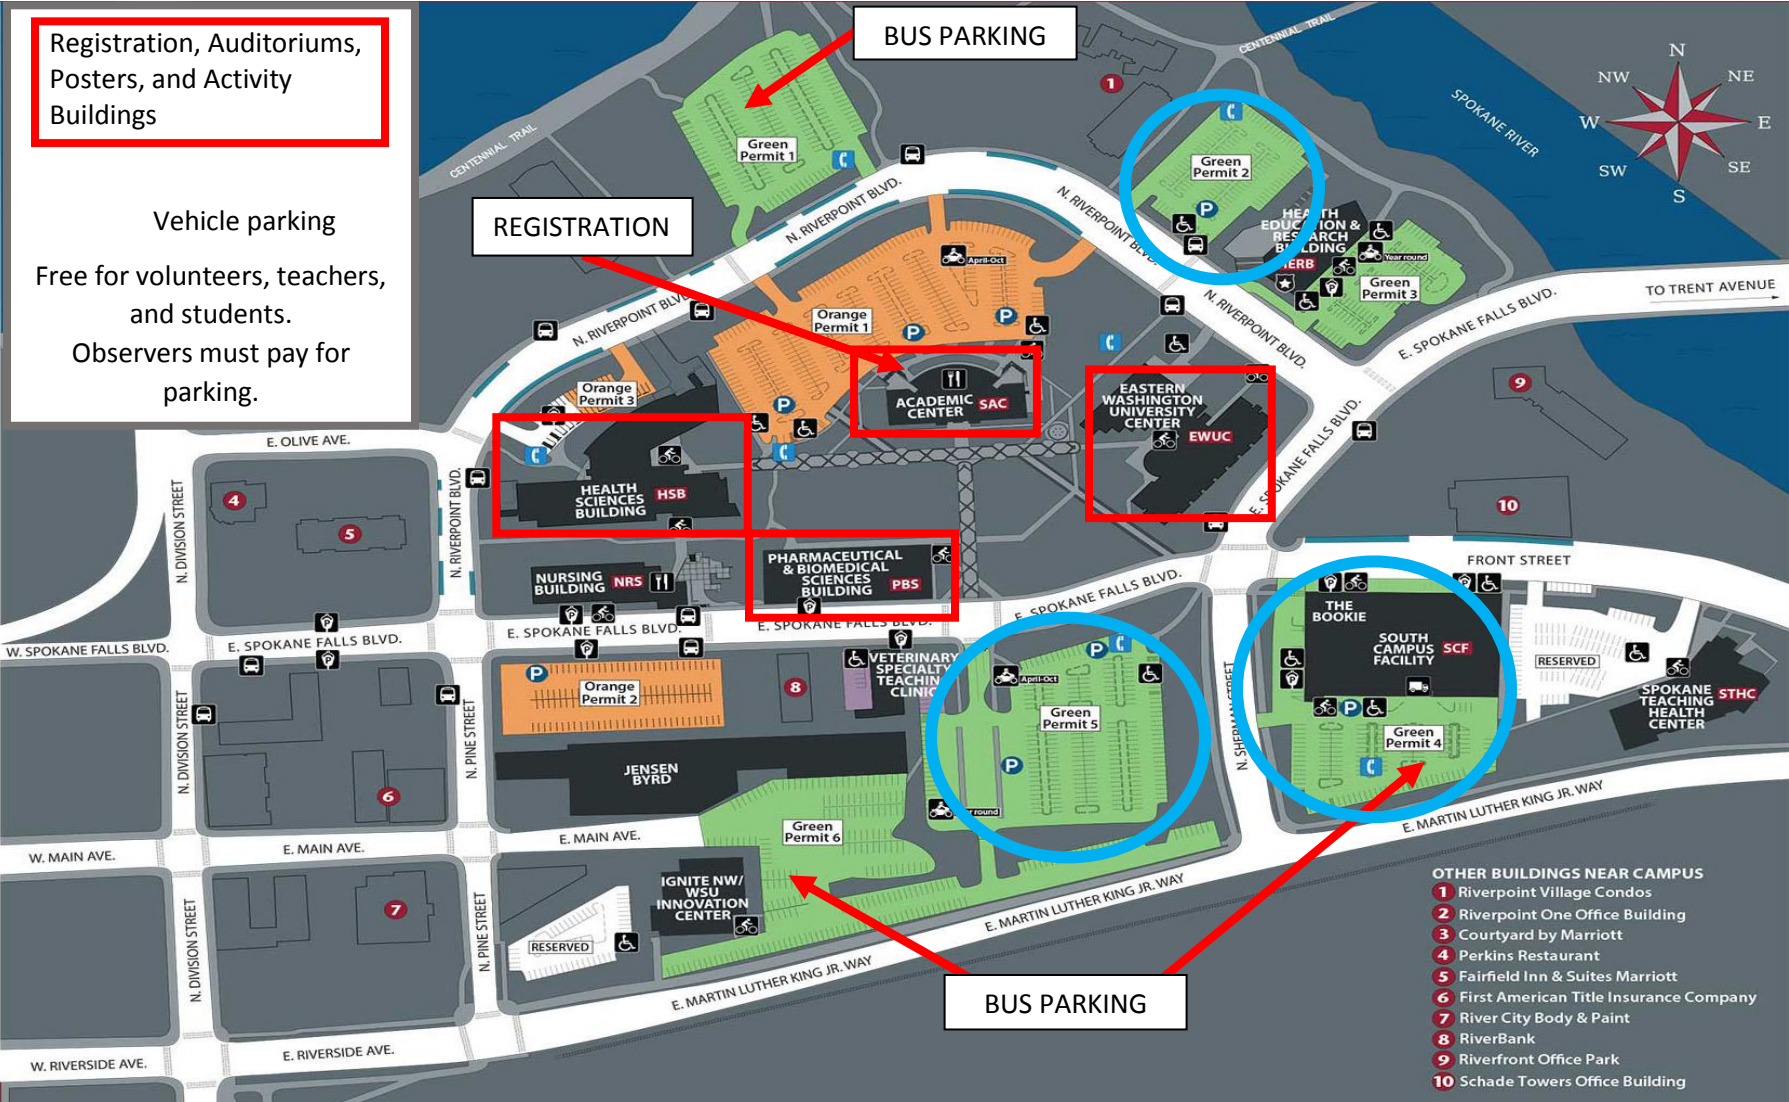 Registration, Auditoriums,
Posters, and Activity
Buildings
Vehicle parking
Free for volunteers, teachers,
and students.
Observers must pay for
parking.
BUS PARKING
REGISTRATION
BUS PARKING
CENTENNIAL TRAIL
CENTENNIAL TRAIL
SPOKANE RIVER
N
NE
E
SE
S
SW
W
NW
1
Green
Permit 1
Green
Permit 2
P
N. RIVERPOINT BLVD.
N. RIVERPOINT BLVD.
N. RIVERPOINT BLVD.
N. RIVERPOINT BLVD.
N. RIVERPOINT BLVD.
HEALTH
EDUCATION &
RESEARCH
BUILDING
HERB
Year round
Green
Permit 3
April-Oct
Orange
Permit 1
P
P
P
Orange
Permit 3
TO TRENT AVENUE
E. SPOKANE FALLS BLVD.
E. SPOKANE FALLS BLVD.
ACADEMIC
CENTER
SAC
EASTERN
WASHINGTON
UNIVERSITY
CENTER
EWUC
9
10
E. OLIVE AVE.
N. DIVISION STREET
4
5
N. RIVERPOINT BLVD.
HEALTH
SCIENCES
BUILDING
HSB
NURSING
BUILDING
NRS
PHARMACEUTICAL
& BIOMEDICAL
SCIENCES
BUILDING
PBS
FRONT STREET
W. SPOKANE FALLS BLVD.
E. SPOKANE FALLS BLVD.
E. SPOKANE FALLS BLVD.
E. SPOKANE FALLS BLVD.
E. SPOKANE FALLS BLVD.
THE
BOOKIE
SOUTH
CAMPUS
FACILITY
SCF
RESERVED
SPOKANE
TEACHING
HEALTH
CENTER
STHC
P
Orange
Permit 2
8
VETERINARY
SPECIALTY
TEACHING
CLINIC
April-Oct
P
P
Green
Permit 5
N. SHERMAN STREET
P
Green
Permit 4
N. DIVISION STREET
N. PINE STREET
JENSEN
BYRD
6
Green
Permit 6
round
W. MAIN AVE.
E. MAIN AVE.
E. MAIN AVE.
E. MARTIN LUTHER KING JR. WAY
E. MARTIN LUTHER KING JR. WAY
E. MARTIN LUTHER KING JR. WAY
7
N. DIVISION STREET
N. PINE STREET
IGNITE NW/
WSU
INNOVATION
CENTER
RESERVED
W. RIVERSIDE AVE.
E. RIVERSIDE AVE.
OTHER BUILDINGS NEAR CAMPUS
1 Riverpoint Village Condos
2 Riverpoint One Office Building
3 Courtyard by Marriott
4 Perkins Restaurant
5 Fairfield Inn & Suites Marriott
6 First American Title Insurance Company
7 River City Body & Paint
8 RiverBank
9 Riverfront Office Park
10 Schade Towers Office Building